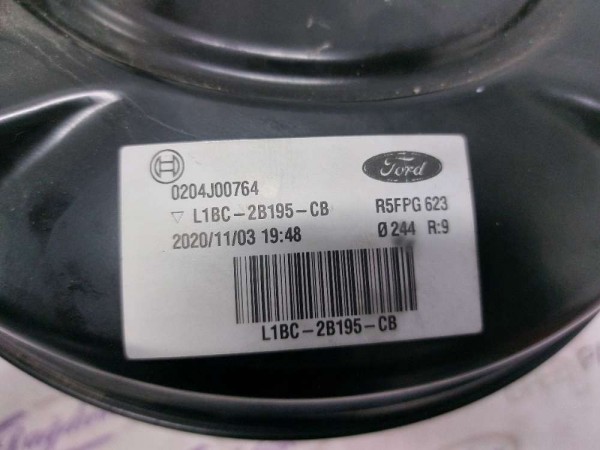 Ford
0204J00764
▽ L1BC-2B195-CB R5FPG 623
2020/11/03 19:48 Ø 244 R:9
L1BC-2B195-CB